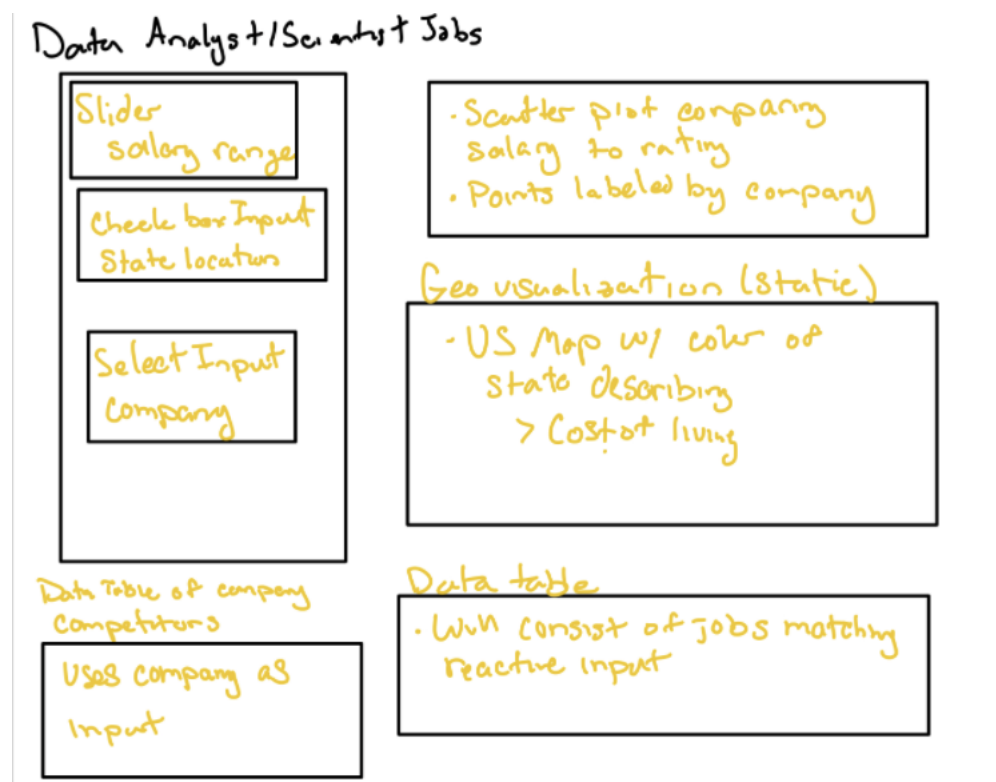 Data Analyst/Scientist Jobs
Slider
salary range
Check box Input
State location
Select Input
Company
Data Table of company
Competitors
Uses company as
Input
• Scatter plot comparing
salary to rating
• Points labeled by company
Geo visualization (static)
• US Map w/ color of
state describing
> Cost of living
Data table
• Will consist of jobs matching
reactive input